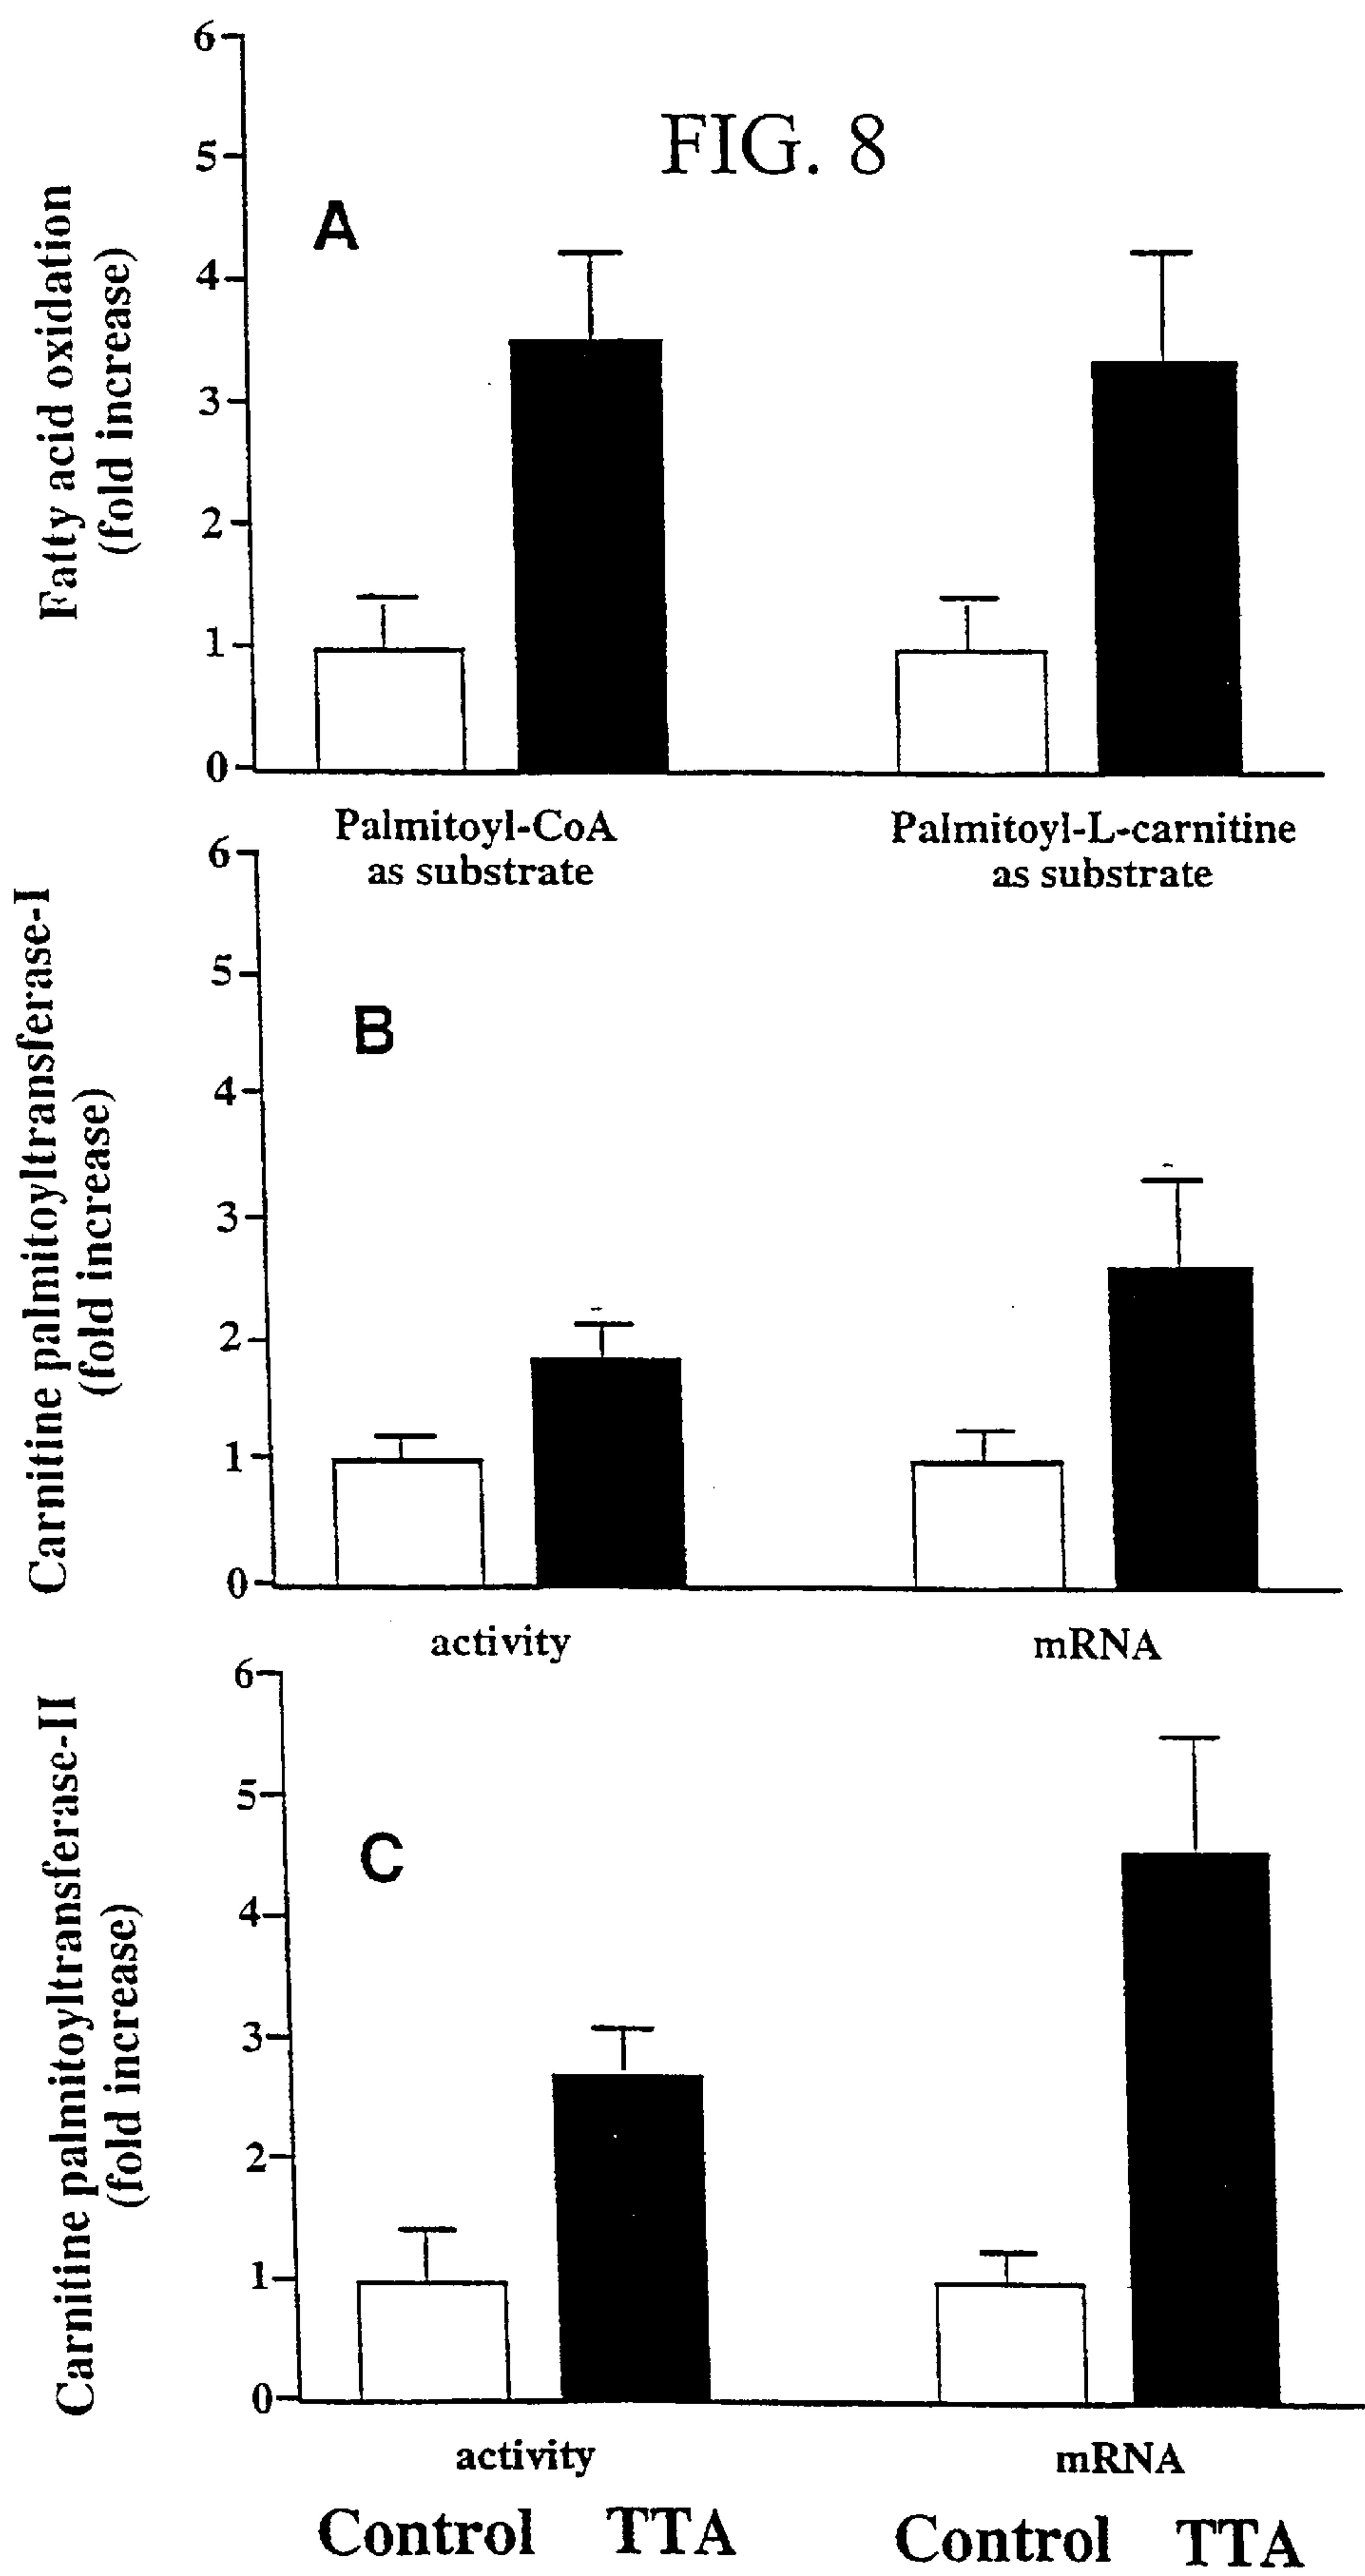 FIG. 8
A
Fatty acid oxidation
(fold increase)
6
5
4
3
2
1
0
Palmitoyl-CoA
as substrate
Palmitoyl-L-carnitine
as substrate
B
Carnitine palmitoyltransferase-I
(fold increase)
6
5
4
3
2
1
0
activity
mRNA
C
Carnitine palmitoyltransferase-II
(fold increase)
6
5
4
3
2
1
0
activity
mRNA
Control TTA
Control TTA